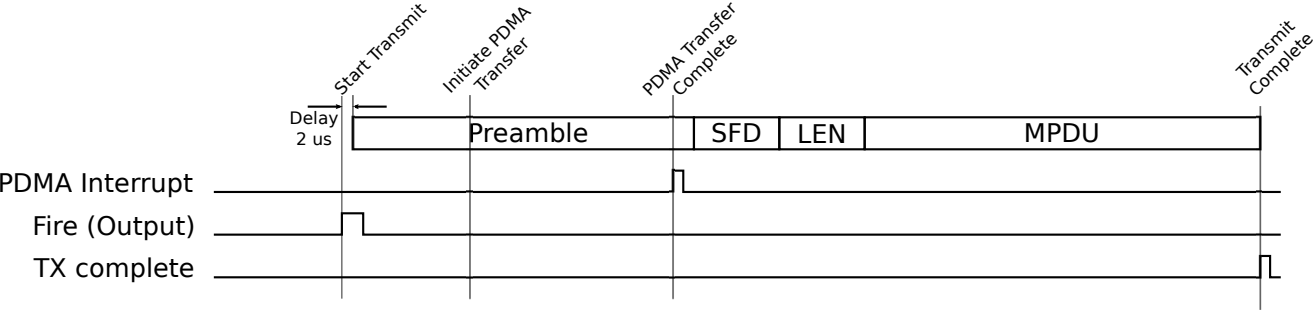 Start Transmit
Initiate PDMA
Transfer
PDMA Transfer
Complete
Transmit
Complete
Delay
2 us
Preamble
SFD
LEN
MPDU
PDMA Interrupt
Fire (Output)
TX complete